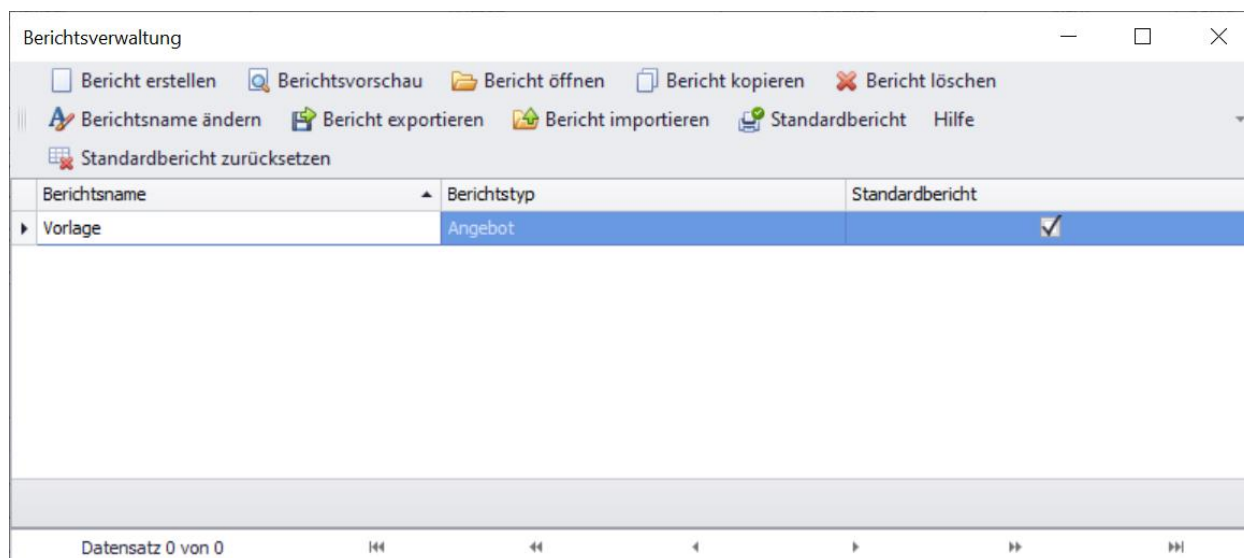 Berichtsverwaltung
Bericht erstellen Berichtsvorschau Bericht öffnen Bericht kopieren Bericht löschen
Berichtsname ändern Bericht exportieren Bericht importieren Standardbericht Hilfe
Standardbericht zurücksetzen
Berichtsname Berichtstyp Standardbericht
Vorlage Angebot
Datensatz 0 von 0